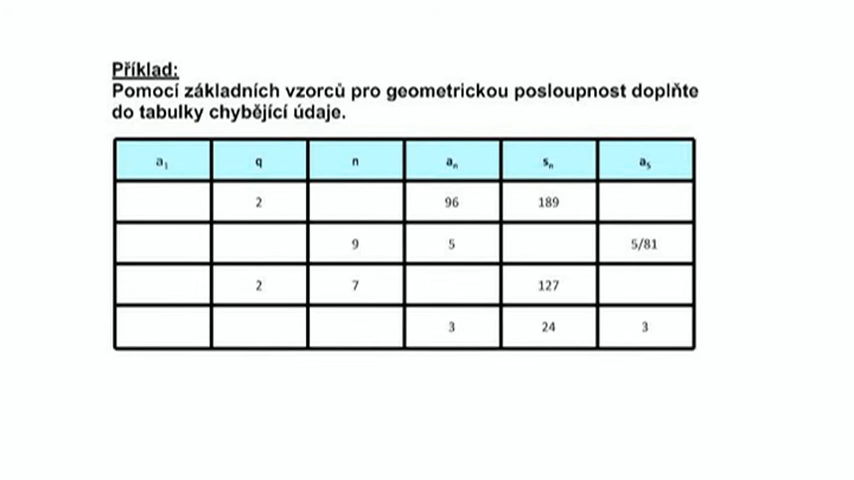 Příklad:
Pomocí základních vzorců pro geometrickou posloupnost doplňte
do tabulky chybějící údaje.
a₁ q n aₙ sₙ a₅
2 96 189
9 5 5/81
2 7 127
3 24 3